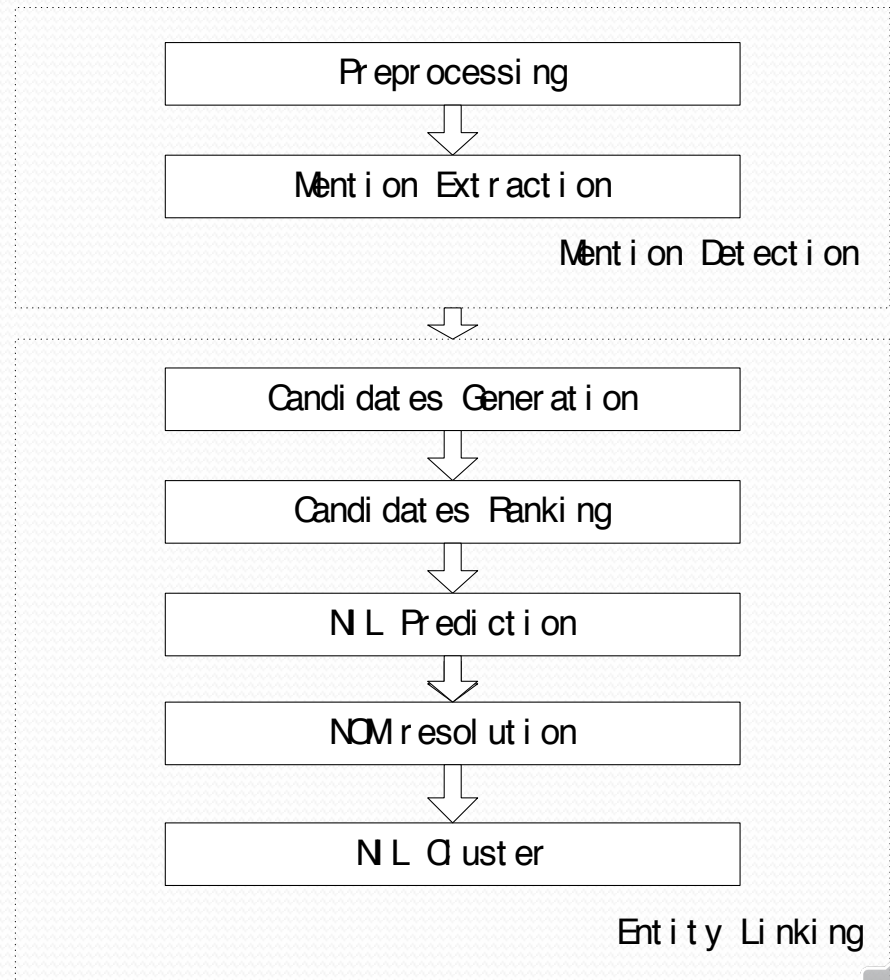 Preprocessing
Mention Extraction
Mention Detection
Candidates Generation
Candidates Ranking
NIL Prediction
NOM resolution
NIL Cluster
Entity Linking